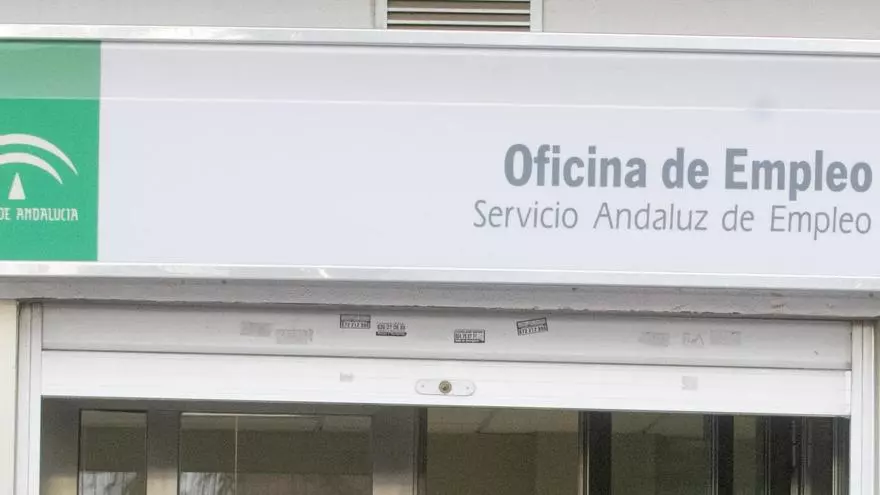 DE ANDALUCIA
Oficina de Empleo
Servicio Andaluz de Empleo